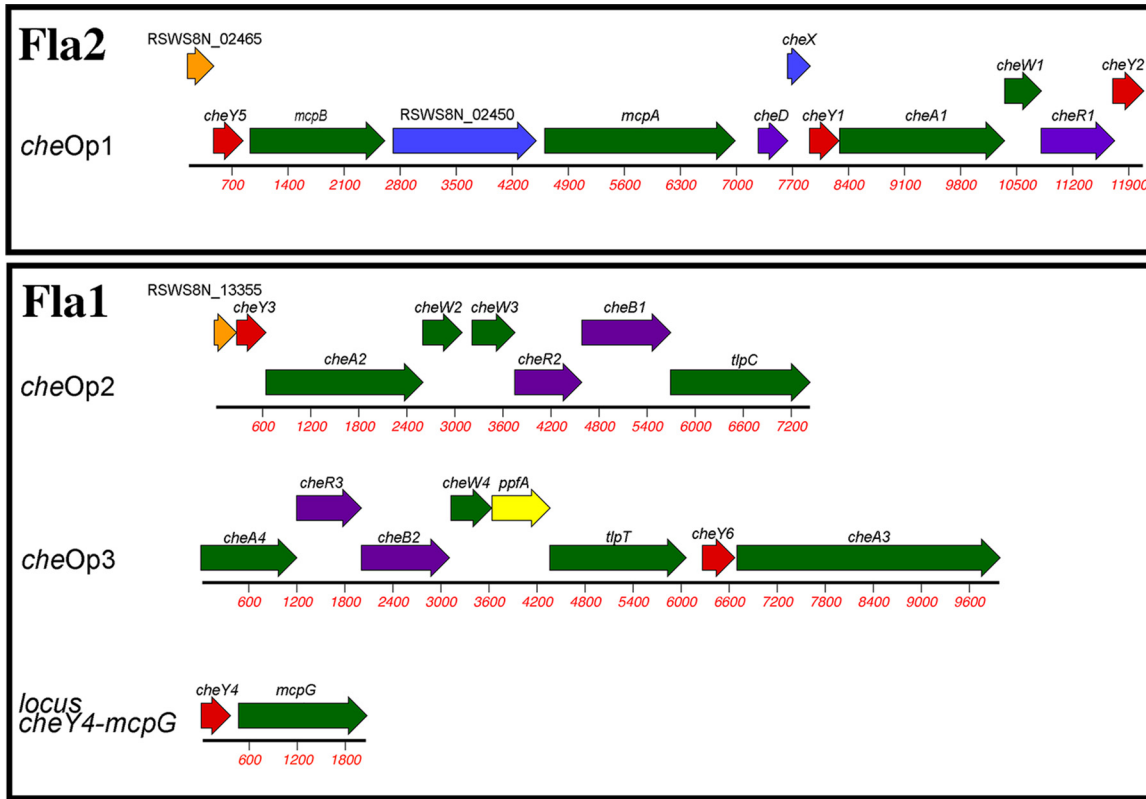 Fla2
RSWS8N_02465
cheX
cheW1
cheY2
cheOp1
cheY5
mcpB
RSWS8N_02450
mcpA
cheD
cheY1
cheA1
cheR1
700 1400 2100 2800 3500 4200 4900 5600 6300 7000 7700 8400 9100 9800 10500 11200 11900
Fla1
RSWS8N_13355
cheY3
cheW2
cheW3
cheB1
cheOp2
cheA2
cheR2
tlpC
600 1200 1800 2400 3000 3600 4200 4800 5400 6000 6600 7200
cheR3
cheW4
ppfA
cheOp3
cheA4
cheB2
tlpT
cheY6
cheA3
600 1200 1800 2400 3000 3600 4200 4800 5400 6000 6600 7200 7800 8400 9000 9600
locus
cheY4-mcpG
cheY4
mcpG
600 1200 1800